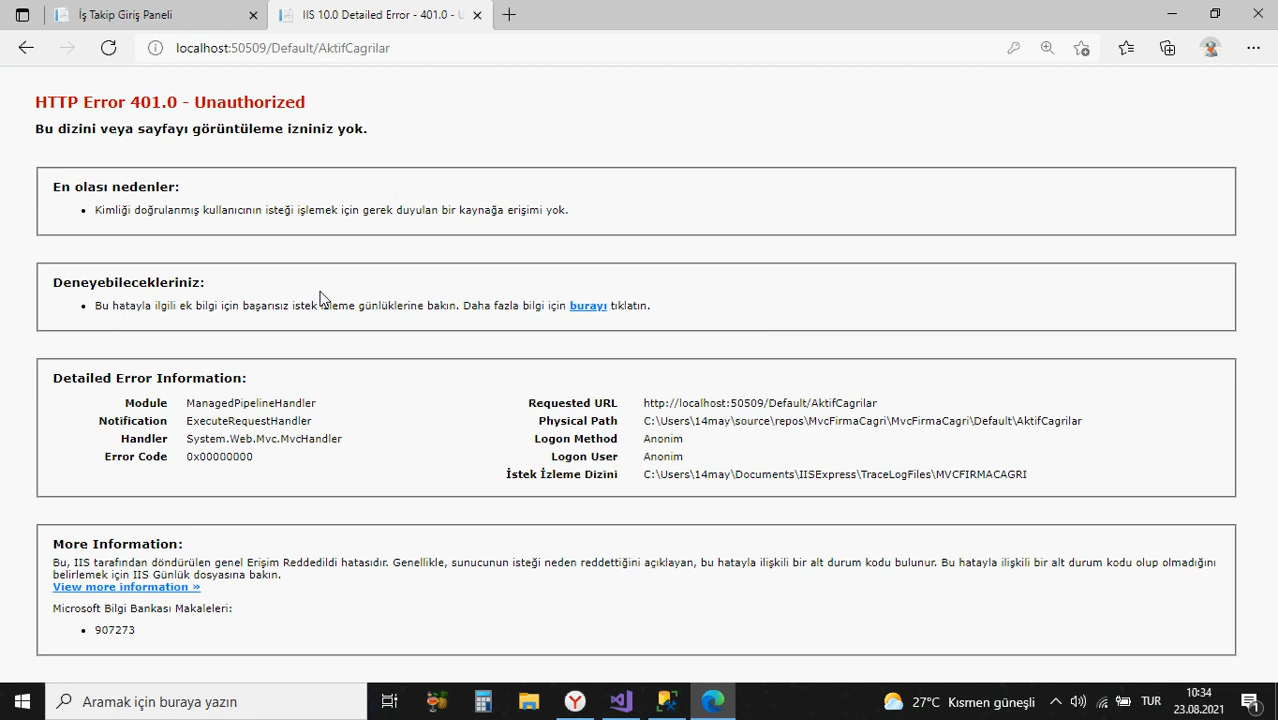 İş Takip Giriş Paneli
IIS 10.0 Detailed Error - 401.0 - U
localhost:50509/Default/AktifCagrilar
HTTP Error 401.0 - Unauthorized
Bu dizini veya sayfayı görüntüleme izniniz yok.
En olası nedenler:
• Kimliği doğrulanmış kullanıcının isteği işlemek için gerek duyulan bir kaynağa erişimi yok.
Deneyebilecekleriniz:
• Bu hatayla ilgili ek bilgi için başarısız istek izleme günlüklerine bakın. Daha fazla bilgi için burayı tıklatın.
Detailed Error Information:
Module ManagedPipelineHandler
Notification ExecuteRequestHandler
Handler System.Web.Mvc.MvcHandler
Error Code 0x00000000
Requested URL http://localhost:50509/Default/AktifCagrilar
Physical Path C:\Users\14may\source\repos\MvcFirmaCagri\MvcFirmaCagri\Default\AktifCagrilar
Logon Method Anonim
Logon User Anonim
İstek İzleme Dizini C:\Users\14may\Documents\IISExpress\TraceLogFiles\MVCFIRMACAGRI
More Information:
Bu, IIS tarafından döndürülen genel Erişim Reddedildi hatasıdır. Genellikle, sunucunun isteği neden reddettiğini açıklayan, bu hatayla ilişkili bir alt durum kodu bulunur. Bu hatayla ilişkili bir alt durum kodu olup olmadığını
belirlemek için IIS Günlük dosyasına bakın.
View more information »
Microsoft Bilgi Bankası Makaleleri:
• 907273
Aramak için buraya yazın
27°C Kısmen güneşli
TUR
10:34
23.08.2021
1